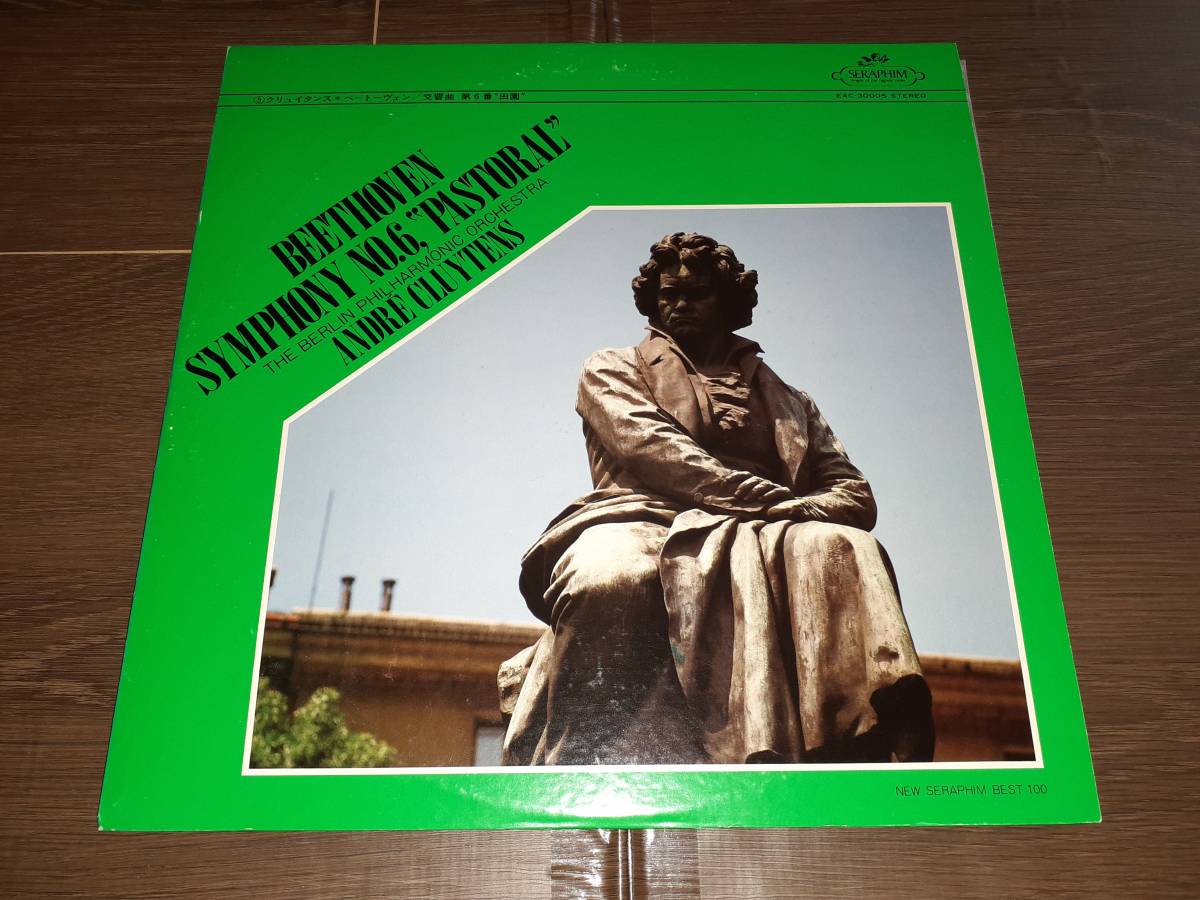 SERAPHIM
EAC-30005 STEREO
⑤クリュイタンス＊ベートーヴェン／交響曲 第6番“田園”
BEETHOVEN
SYMPHONY NO.6, “PASTORAL”
THE BERLIN PHILHARMONIC ORCHESTRA
ANDRÉ CLUYTENS
NEW SERAPHIM BEST 100